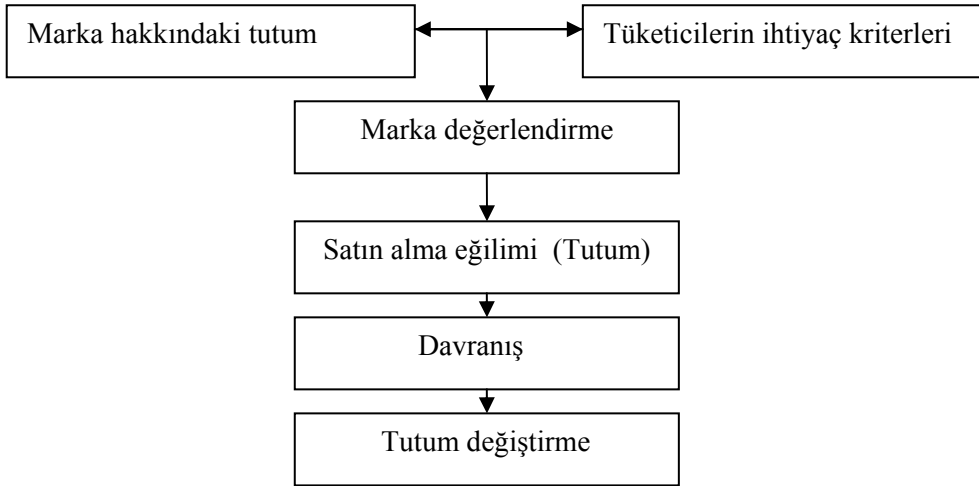 Marka hakkındaki tutum
Tüketicilerin ihtiyaç kriterleri
Marka değerlendirme
Satın alma eğilimi (Tutum)
Davranış
Tutum değiştirme